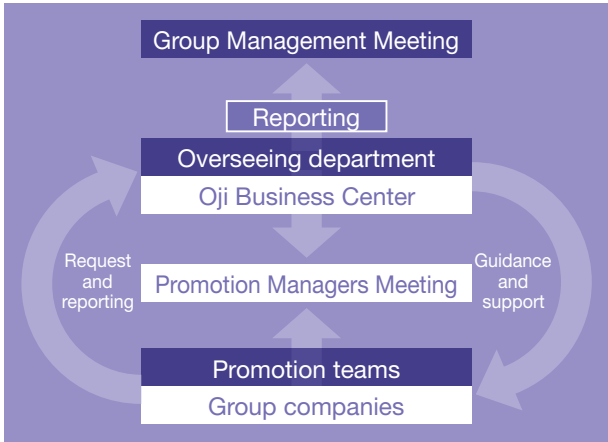 Group Management Meeting
Reporting
Overseeing department
Oji Business Center
Request
and
reporting
Promotion Managers Meeting
Guidance
and
support
Promotion teams
Group companies